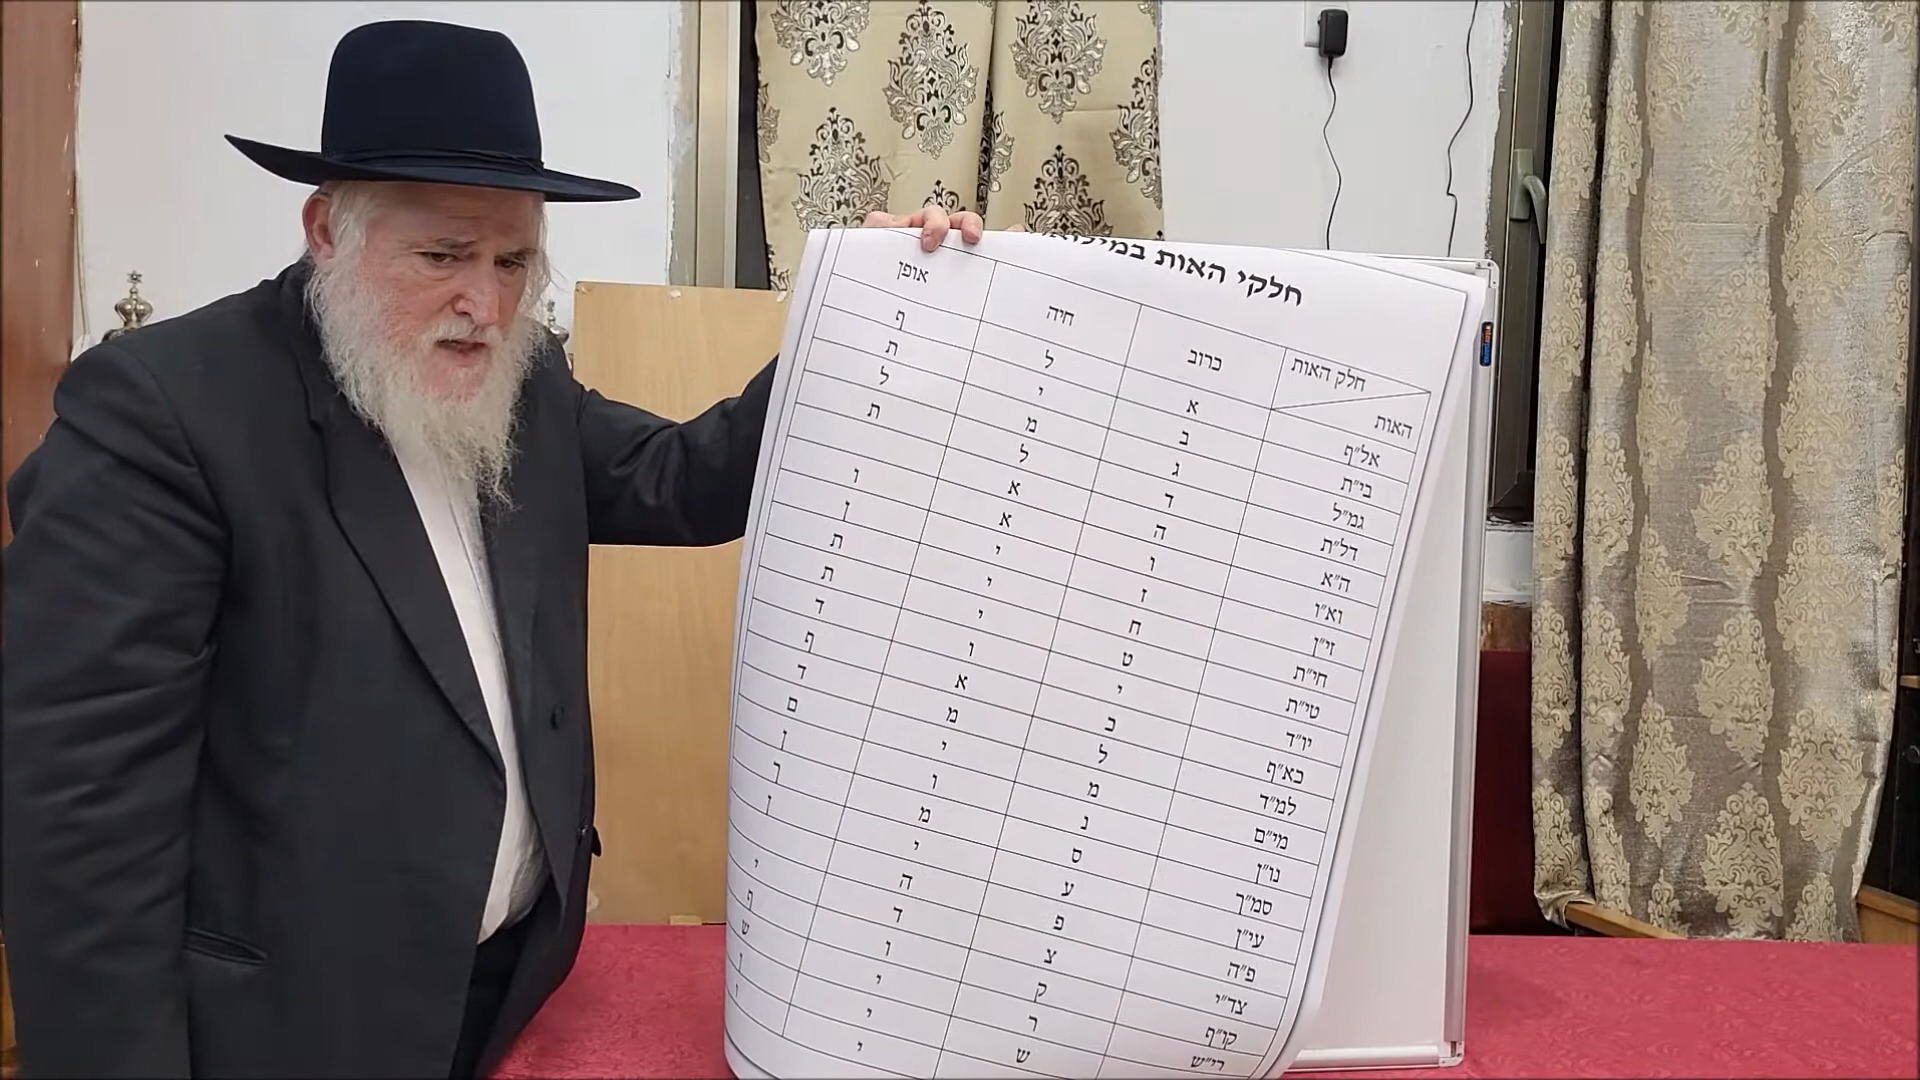 חלקי האות
חלק האות כרוב חיה אופן
האות
אל״ף א ל ף
בי״ת ב י ת
גמ״ל ג מ ל
דל״ת ד ל ת
ה״א ה א
וא״ו ו א ו
זי״ן ז י ן
חי״ת ח י ת
טי״ת ט י ת
יו״ד י ו ד
כא״ף כ א ף
למ״ד ל מ ד
מי״ם מ י ם
נו״ן נ ו ן
סמ״ך ס מ ך
עי״ן ע י ן
פ״ה פ ה
צד״י צ ד י
קו״ף ק ו ף
רי״ש ר י ש
ש י ן
י